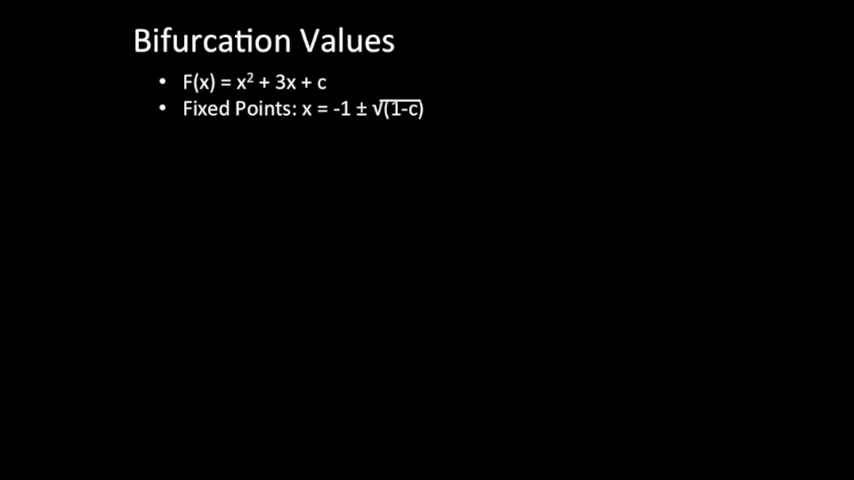 Bifurcation Values
• F(x) = x² + 3x + c
• Fixed Points: x = -1 ± √(1-c)